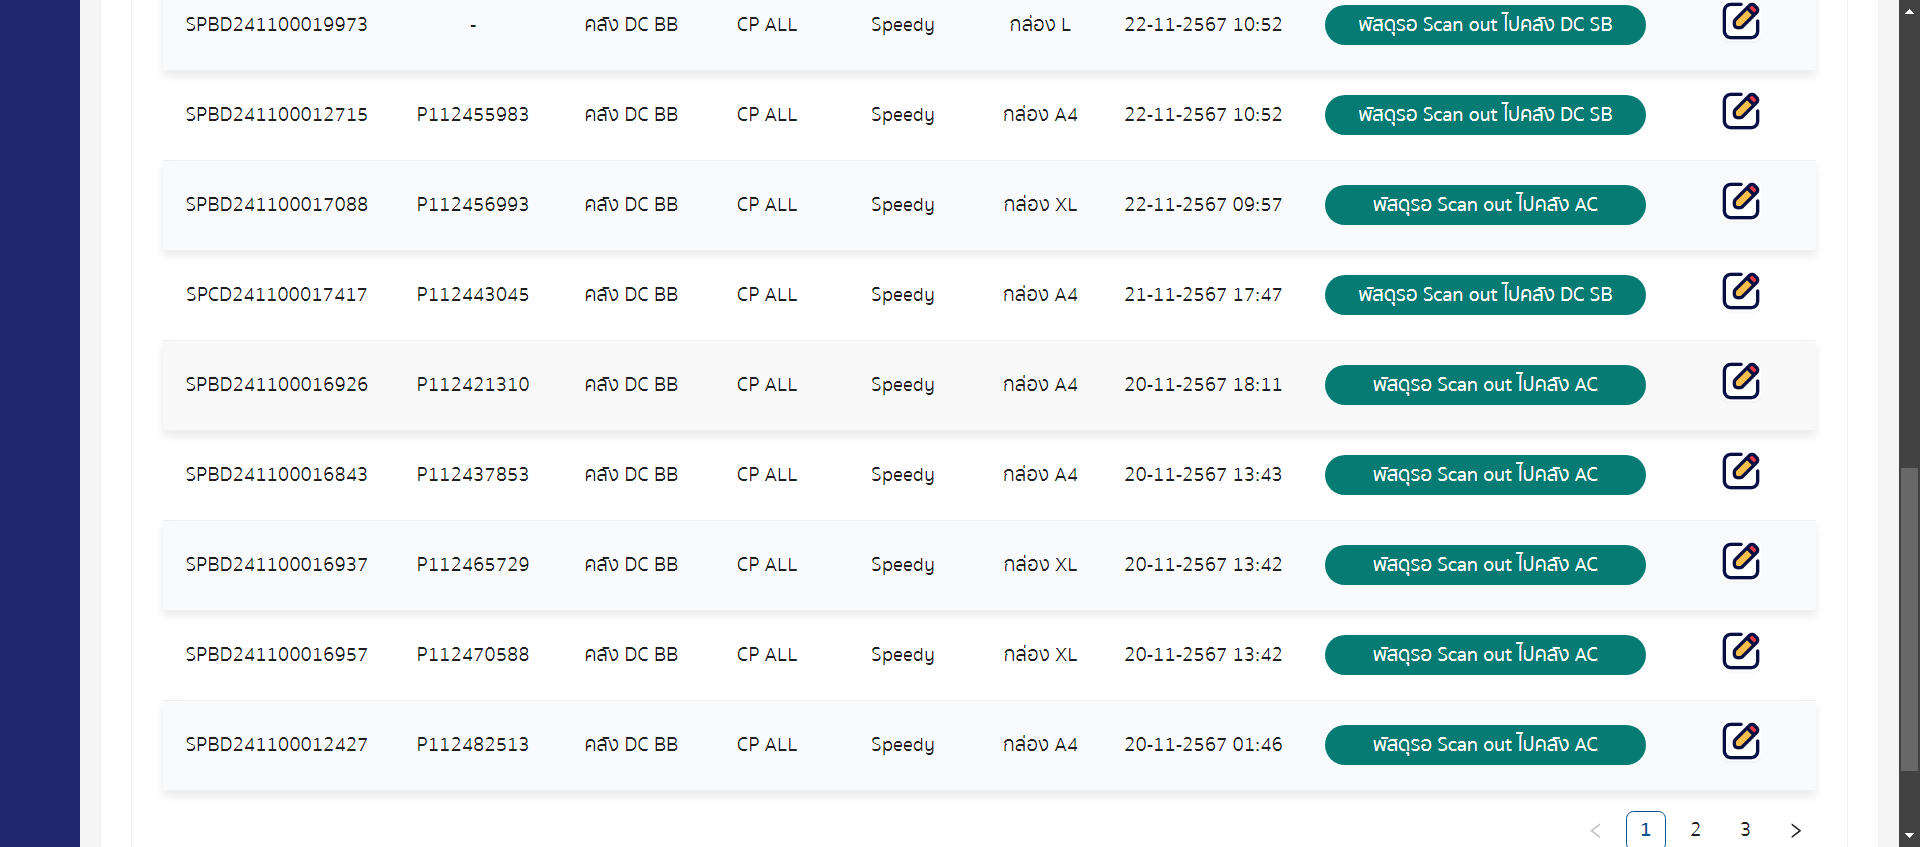 SPBD241100019973 - คลัง DC BB CP ALL Speedy กล่อง L 22-11-2567 10:52 พัสดุรอ Scan out ไปคลัง DC SB
SPBD241100012715 P112455983 คลัง DC BB CP ALL Speedy กล่อง A4 22-11-2567 10:52 พัสดุรอ Scan out ไปคลัง DC SB
SPBD241100017088 P112456993 คลัง DC BB CP ALL Speedy กล่อง XL 22-11-2567 09:57 พัสดุรอ Scan out ไปคลัง AC
SPCD241100017417 P112443045 คลัง DC BB CP ALL Speedy กล่อง A4 21-11-2567 17:47 พัสดุรอ Scan out ไปคลัง DC SB
SPBD241100016926 P112421310 คลัง DC BB CP ALL Speedy กล่อง A4 20-11-2567 18:11 พัสดุรอ Scan out ไปคลัง AC
SPBD241100016843 P112437853 คลัง DC BB CP ALL Speedy กล่อง A4 20-11-2567 13:43 พัสดุรอ Scan out ไปคลัง AC
SPBD241100016937 P112465729 คลัง DC BB CP ALL Speedy กล่อง XL 20-11-2567 13:42 พัสดุรอ Scan out ไปคลัง AC
SPBD241100016957 P112470588 คลัง DC BB CP ALL Speedy กล่อง XL 20-11-2567 13:42 พัสดุรอ Scan out ไปคลัง AC
SPBD241100012427 P112482513 คลัง DC BB CP ALL Speedy กล่อง A4 20-11-2567 01:46 พัสดุรอ Scan out ไปคลัง AC
1 2 3